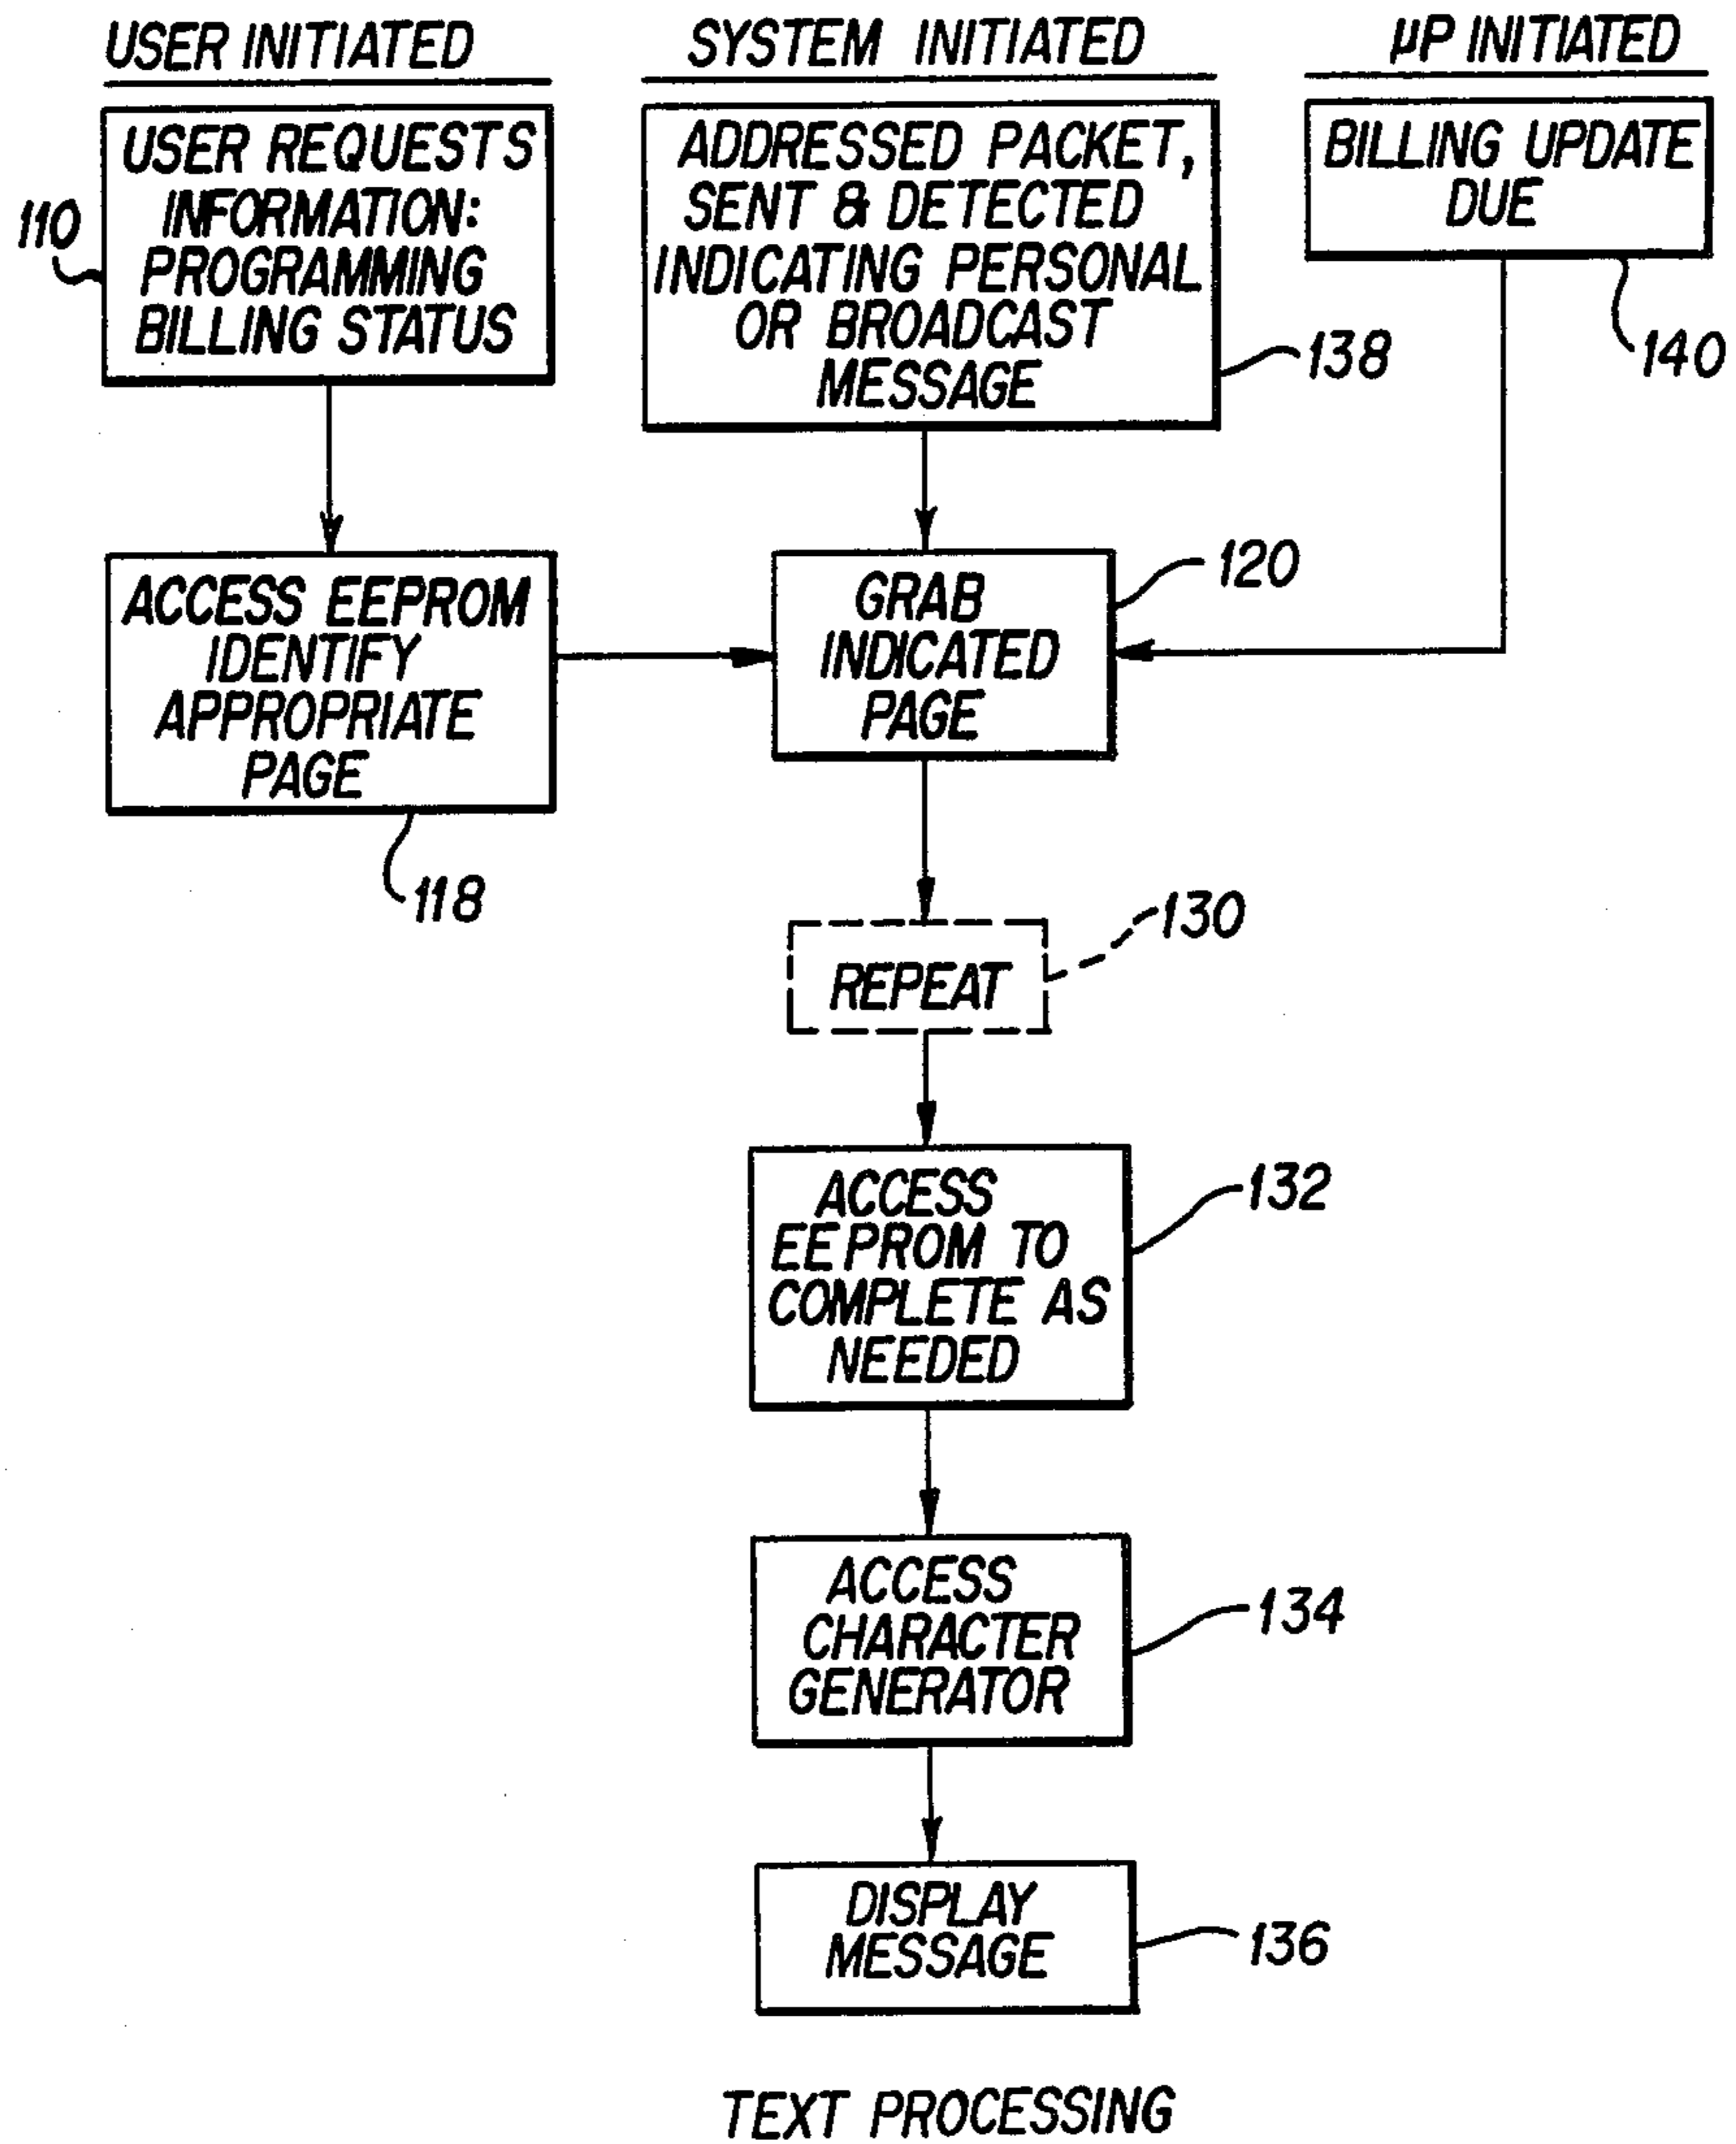 USER INITIATED
USER REQUESTS
INFORMATION:
PROGRAMMING
BILLING STATUS
110
SYSTEM INITIATED
ADDRESSED PACKET,
SENT & DETECTED
INDICATING PERSONAL
OR BROADCAST
MESSAGE
138
µP INITIATED
BILLING UPDATE
DUE
140
ACCESS EEPROM
IDENTIFY
APPROPRIATE
PAGE
118
GRAB
INDICATED
PAGE
120
REPEAT
130
ACCESS
EEPROM TO
COMPLETE AS
NEEDED
132
ACCESS
CHARACTER
GENERATOR
134
DISPLAY
MESSAGE
136
TEXT PROCESSING